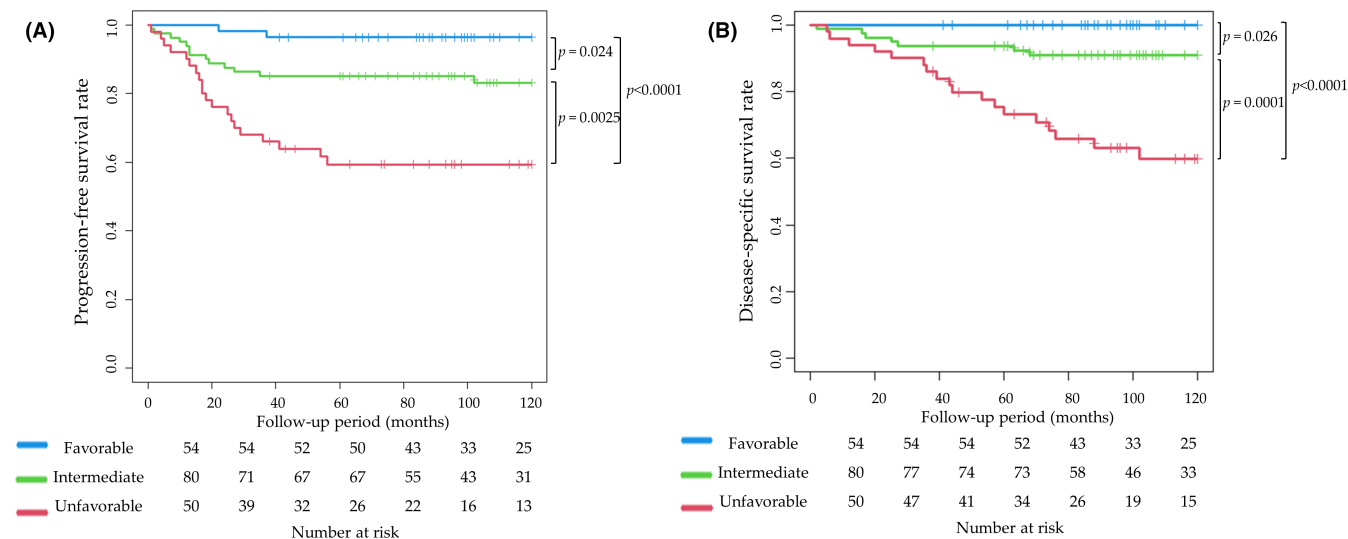 (A)
Progression-free survival rate
1.0
0.8
0.6
0.4
0.2
0.0
p = 0.024
p = 0.0025
p<0.0001
0 20 40 60 80 100 120
Follow-up period (months)
Favorable 54 54 52 50 43 33 25
Intermediate 80 71 67 67 55 43 31
Unfavorable 50 39 32 26 22 16 13
Number at risk
(B)
Disease-specific survival rate
1.0
0.8
0.6
0.4
0.2
0.0
p = 0.026
p = 0.0001
p<0.0001
0 20 40 60 80 100 120
Follow-up period (months)
Favorable 54 54 54 52 43 33 25
Intermediate 80 77 74 73 58 46 33
Unfavorable 50 47 41 34 26 19 15
Number at risk